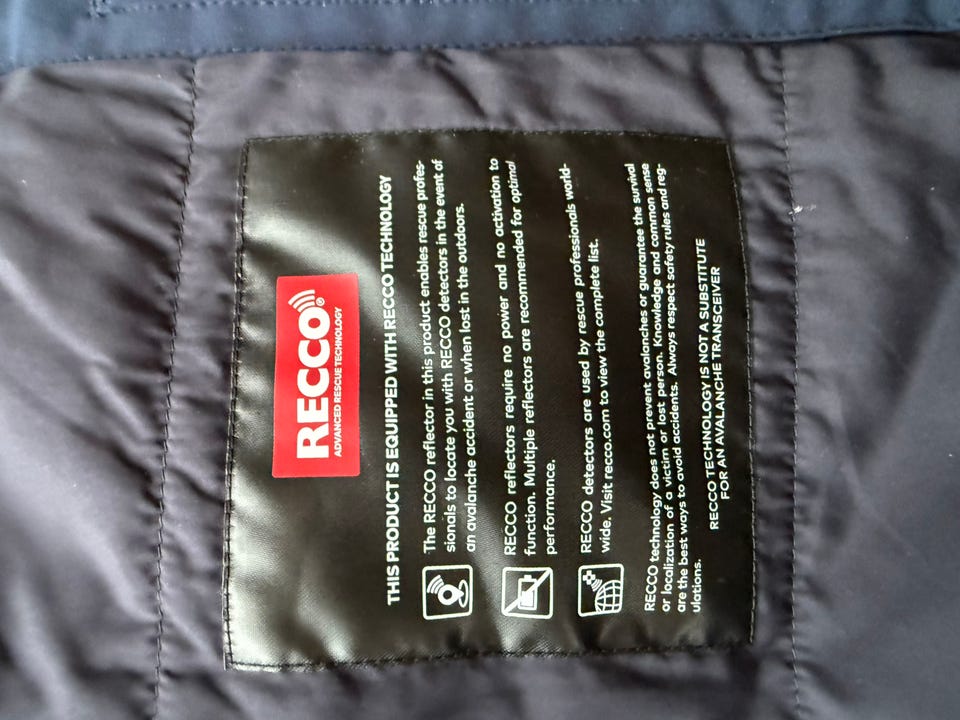 RECCO®
ADVANCED RESCUE TECHNOLOGY
THIS PRODUCT IS EQUIPPED WITH RECCO TECHNOLOGY
The RECCO reflector in this product enables rescue profes-
sionals to locate you with RECCO detectors in the event of
an avalanche accident or when lost in the outdoors.
RECCO reflectors require no power and no activation to
function. Multiple reflectors are recommended for optimal
performance.
RECCO detectors are used by rescue professionals world-
wide. Visit recco.com to view the complete list.
RECCO technology does not prevent avalanches or guarantee the survival
or localization of a victim or lost person. Knowledge and common sense
are the best ways to avoid accidents. Always respect safety rules and reg-
ulations.
RECCO TECHNOLOGY IS NOT A SUBSTITUTE
FOR AN AVALANCHE TRANSCEIVER